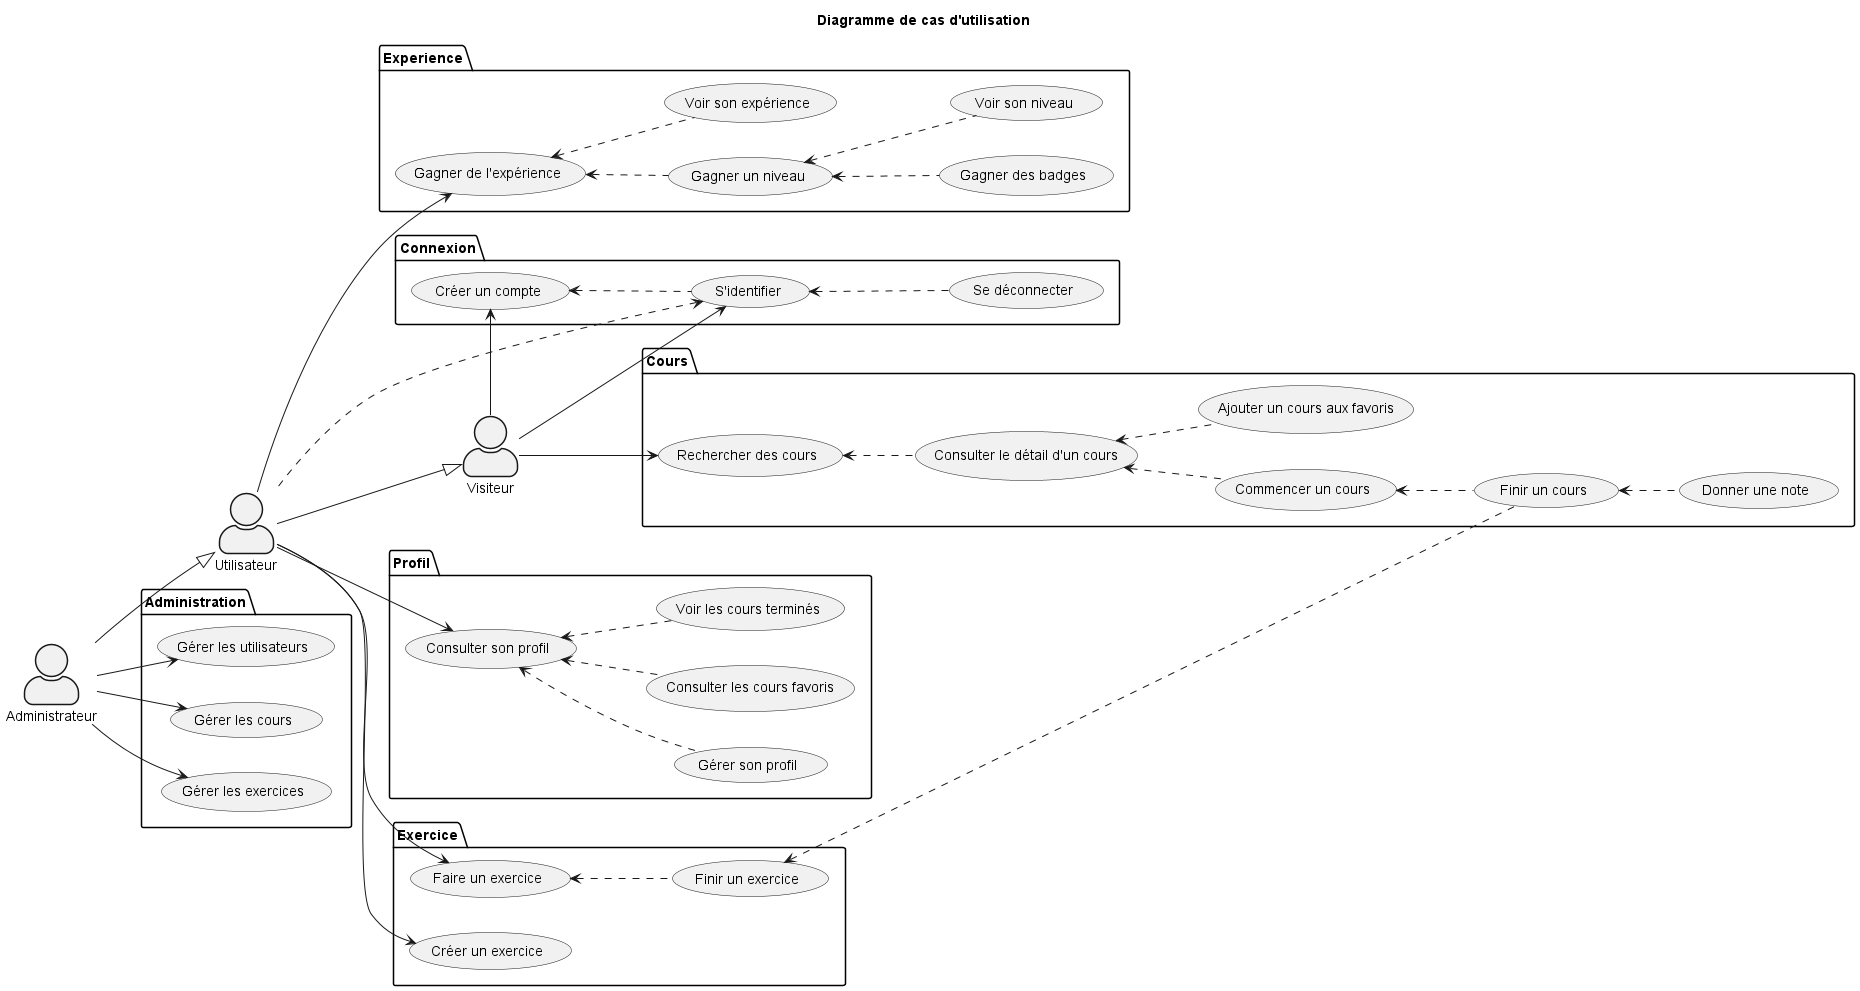 Diagramme de cas d'utilisation
Experience
Voir son expérience
Voir son niveau
Gagner de l'expérience
Gagner un niveau
Gagner des badges
Connexion
Créer un compte
S'identifier
Se déconnecter
Cours
Ajouter un cours aux favoris
Rechercher des cours
Consulter le détail d'un cours
Commencer un cours
Finir un cours
Donner une note
Visiteur
Utilisateur
Profil
Voir les cours terminés
Consulter son profil
Consulter les cours favoris
Gérer son profil
Administration
Gérer les utilisateurs
Gérer les cours
Gérer les exercices
Administrateur
Exercice
Faire un exercice
Finir un exercice
Créer un exercice